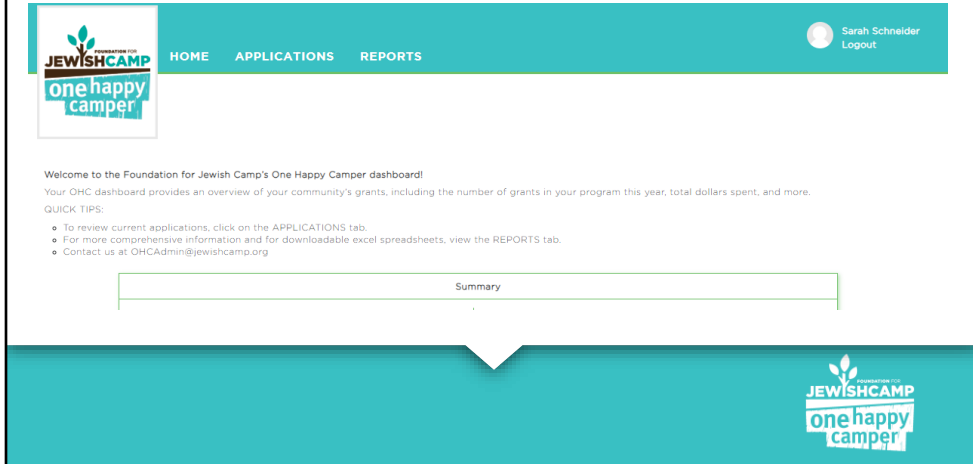 FOUNDATION FOR
JEWISHCAMP
one happy
camper
HOME APPLICATIONS REPORTS
Sarah Schneider
Logout
Welcome to the Foundation for Jewish Camp's One Happy Camper dashboard!
Your OHC dashboard provides an overview of your community's grants, including the number of grants in your program this year, total dollars spent, and more.
QUICK TIPS:
To review current applications, click on the APPLICATIONS tab.
For more comprehensive information and for downloadable excel spreadsheets, view the REPORTS tab.
Contact us at OHCAdmin@jewishcamp.org
Summary
FOUNDATION FOR
JEWISHCAMP
one happy
camper